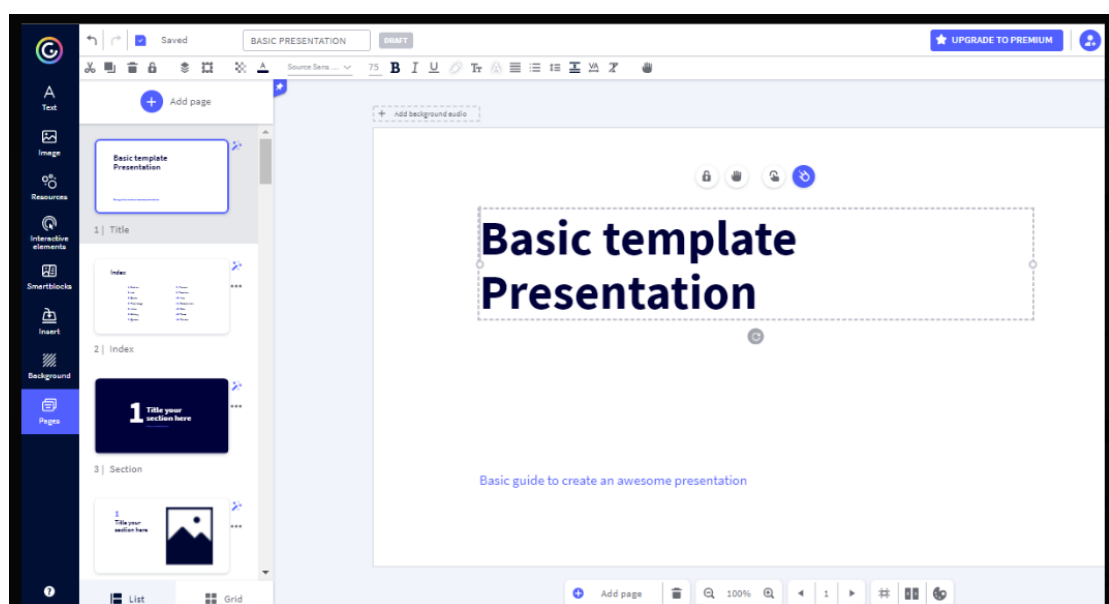 Saved
BASIC PRESENTATION
DRAFT
UPGRADE TO PREMIUM
Source Sans ...
75
B I U
Text
Image
Resources
Interactive
elements
Smartblocks
Insert
Background
Pages
Add page
Basic template
Presentation
1 | Title
Index
2 | Index
1 Title your
section here
3 | Section
1
Title your
section here
List
Grid
+ Add background audio
Basic template
Presentation
Basic guide to create an awesome presentation
Add page
100%
1